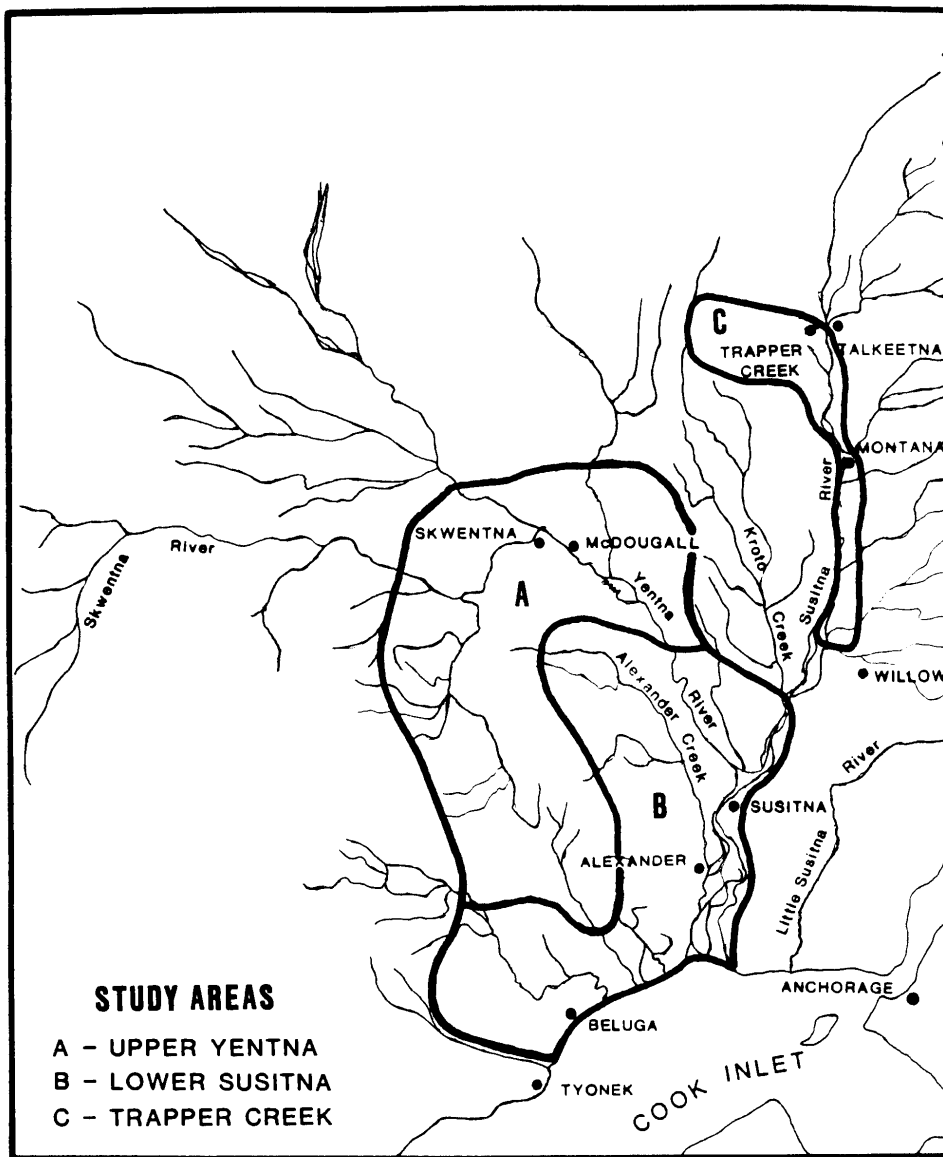 C
TRAPPER
CREEK
TALKEETNA
MONTANA
River
Susitna
SKWENTNA
McDOUGALL
Kroto
Creek
River
Skwentna
A
Yentna
River
Alexander
Creek
WILLOW
River
Little Susitna
B
SUSITNA
ALEXANDER
ANCHORAGE
BELUGA
TYONEK
COOK INLET
STUDY AREAS
A - UPPER YENTNA
B - LOWER SUSITNA
C - TRAPPER CREEK